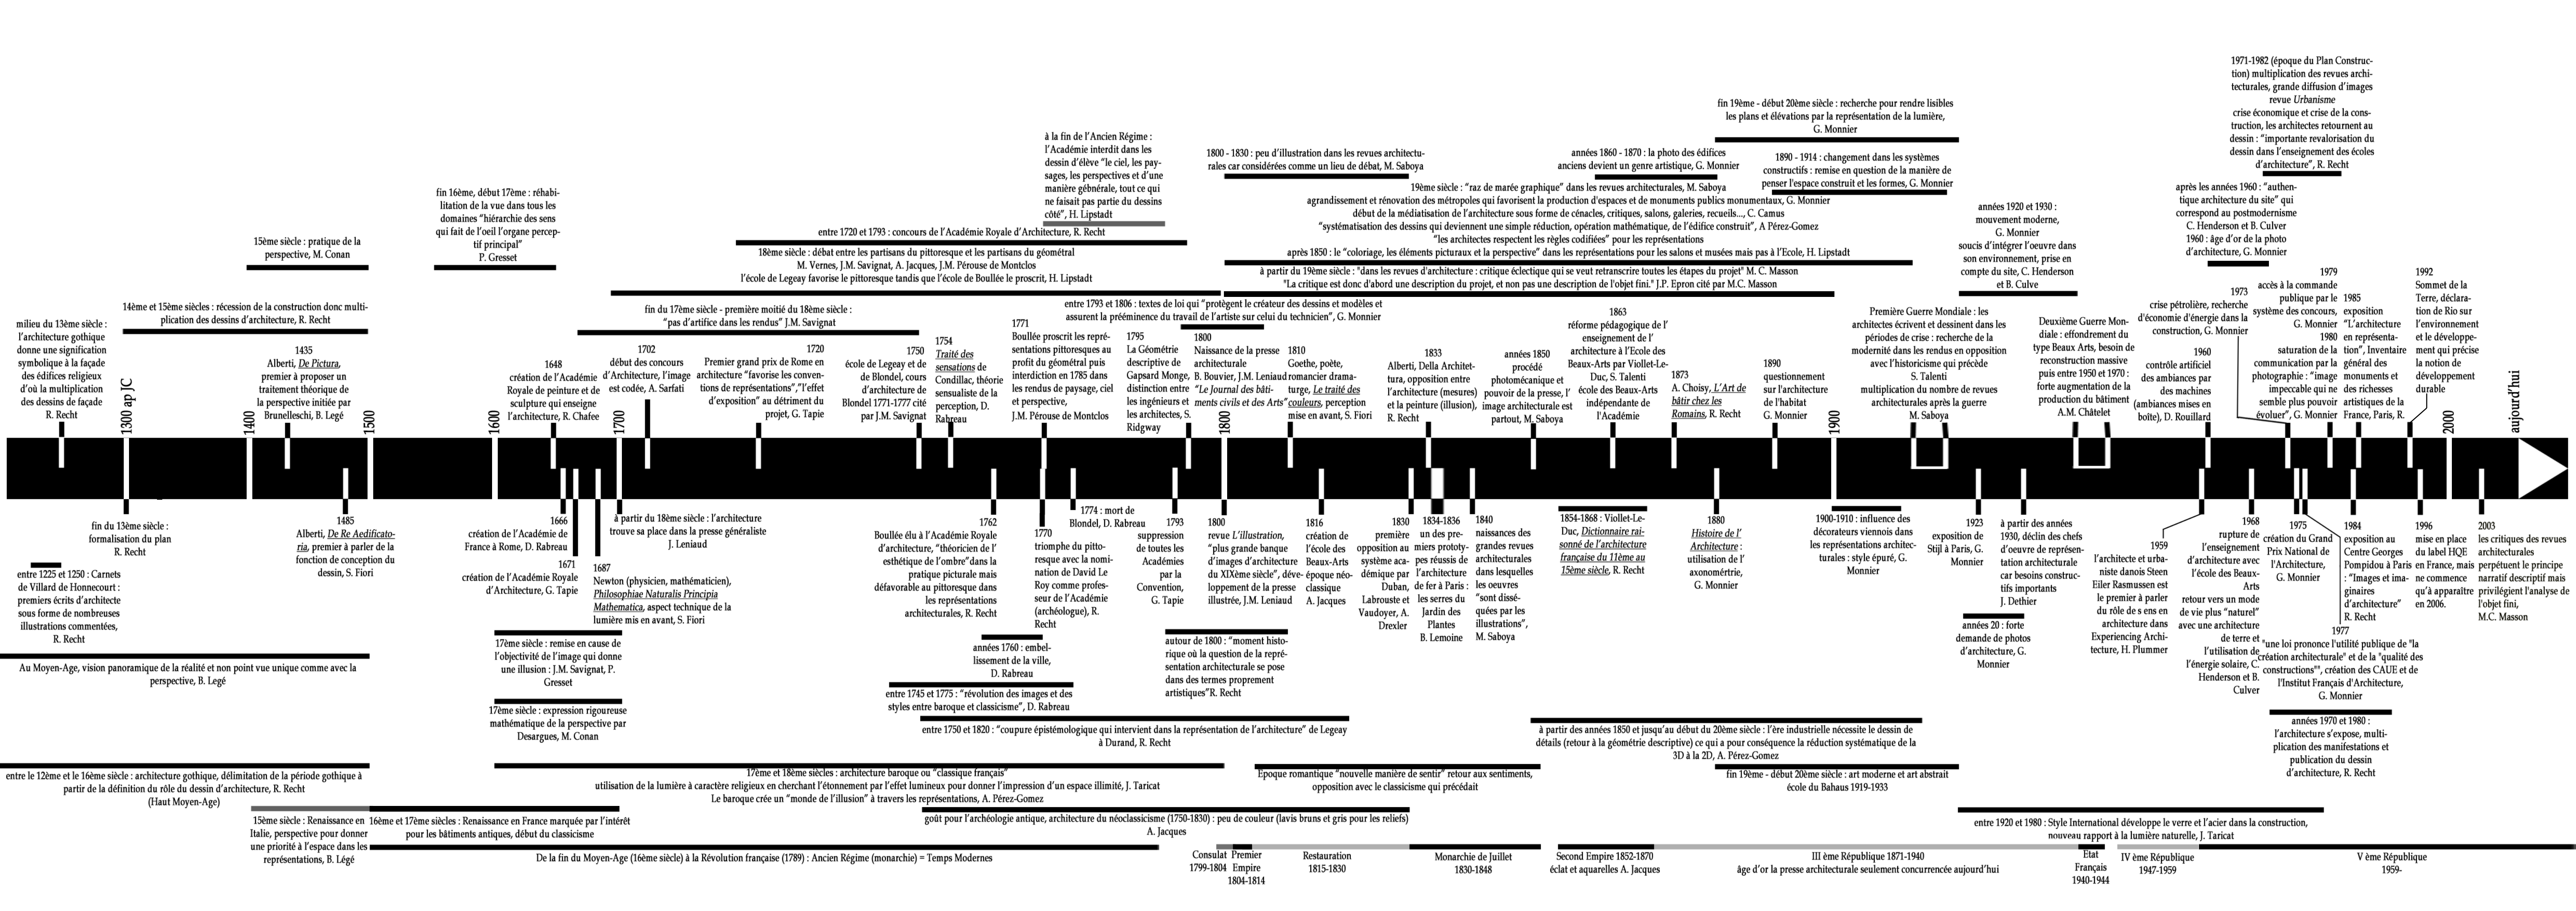 milieu du 13ème siècle :
l'architecture gothique
donne une signification
symbolique à la façade
des édifices religieux
d'où la multiplication
des dessins de façade
R. Recht
14ème et 15ème siècles : récession de la construction donc multi-
plication des dessins d'architecture, R. Recht
15ème siècle : pratique de la
perspective, M. Conan
1435
Alberti, De Pictura,
premier à proposer un
traitement théorique de
la perspective initiée par
Brunelleschi, B. Legé
fin 16ème, début 17ème : réhabi-
litation de la vue dans tous les
domaines "hiérarchie des sens
qui fait de l'oeil l'organe percep-
tif principal"
P. Gresset
1648
création de l'Académie
Royale de peinture et de
sculpture qui enseigne
l'architecture, R. Chafee
fin du 17ème siècle - première moitié du 18ème siècle :
"pas d'artifice dans les rendus" J.M. Savignat
1702
début des concours
d'Architecture, l'image
est codée, A. Sarfati
1720
Premier grand prix de Rome en
architecture "favorise les conven-
tions de représentations","l'effet
d'exposition" au détriment du
projet, G. Tapie
entre 1720 et 1793 : concours de l'Académie Royale d'Architecture, R. Recht
18ème siècle : débat entre les partisans du pittoresque et les partisans du géométral
M. Vernes, J.M. Savignat, A. Jacques, J.M. Pérouse de Montclos
l'école de Legeay favorise le pittoresque tandis que l'école de Boullée le proscrit, H. Lipstadt
1750
école de Legeay et de
de Blondel, cours
d'architecture de
Blondel 1771-1777 cité
par J.M. Savignat
1754
Traité des
sensations de
Condillac, théorie
sensualiste de la
perception, D.
Rabreau
à la fin de l'Ancien Régime :
l'Académie interdit dans les
dessin d'élève "le ciel, les pay-
sages, les perspectives et d'une
manière gébnérale, tout ce qui
ne faisait pas partie du dessins
côté", H. Lipstadt
1771
Boullée proscrit les repré-
sentations pittoresques au
profit du géométral puis
interdiction en 1785 dans
les rendus de paysage, ciel
et perspective,
J.M. Pérouse de Montclos
entre 1793 et 1806 : textes de loi qui "protègent le créateur des dessins et modèles et
assurent la prééminence du travail de l'artiste sur celui du technicien", G. Monnier
1795
La Géométrie
descriptive de
Gapsard Monge,
distinction entre
les ingénieurs et
les architectes, S.
Ridgway
1800
Naissance de la presse
architecturale
B. Bouvier, J.M. Leniaud
"Le Journal des bâti-
ments civils et des Arts"
1810
Goethe, poète,
romancier drama-
turge, Le traité des
couleurs, perception
mise en avant, S. Fiori
1800 - 1830 : peu d'illustration dans les revues architectu-
rales car considérées comme un lieu de débat, M. Saboya
19ème siècle : "raz de marée graphique" dans les revues architecturales, M. Saboya
agrandissement et rénovation des métropoles qui favorisent la production d'espaces et de monuments publics monumentaux, G. Monnier
début de la médiatisation de l'architecture sous forme de cénacles, critiques, salons, galeries, recueils..., C. Camus
"systématisation des dessins qui deviennent une simple réduction, opération mathématique, de l'édifice construit", A Pérez-Gomez
"les architectes respectent les règles codifiées" pour les représentations
après 1850 : le "coloriage, les éléments picturaux et la perspective" dans les représentations pour les salons et musées mais pas à l'Ecole, H. Lipstadt
à partir du 19ème siècle : "dans les revues d'architecture : critique éclectique qui se veut retranscrire toutes les étapes du projet" M. C. Masson
"La critique est donc d'abord une description du projet, et non pas une description de l'objet fini." J.P. Epron cité par M.C. Masson
1833
Alberti, Della Architet-
tura, opposition entre
l'architecture (mesures)
et la peinture (illusion),
R. Recht
années 1850
procédé
photomécanique et
pouvoir de la presse, l'
image architecturale est
partout, M. Saboya
1863
réforme pédagogique de l'
enseignement de l'
architecture à l'Ecole des
Beaux-Arts par Viollet-Le-
Duc, S. Talenti
école des Beaux-Arts
indépendante de
l'Académie
années 1860 - 1870 : la photo des édifices
anciens devient un genre artistique, G. Monnier
1873
A. Choisy, L'Art de
bâtir chez les
Romains, R. Recht
fin 19ème - début 20ème siècle : recherche pour rendre lisibles
les plans et élévations par la représentation de la lumière,
G. Monnier
1890 - 1914 : changement dans les systèmes
constructifs : remise en question de la manière de
penser l'espace construit et les formes, G. Monnier
1890
questionnement
sur l'architecture
de l'habitat
G. Monnier
Première Guerre Mondiale : les
architectes écrivent et dessinent dans les
périodes de crise : recherche de la
modernité dans les rendus en opposition
avec l'historicisme qui précède
S. Talenti
multiplication du nombre de revues
architecturales après la guerre
M. Saboya
années 1920 et 1930 :
mouvement moderne,
G. Monnier
soucis d'intégrer l'oeuvre dans
son environnement, prise en
compte du site, C. Henderson
et B. Culve
Deuxième Guerre Mon-
diale : effondrement du
type Beaux Arts, besoin de
reconstruction massive
puis entre 1950 et 1970 :
forte augmentation de la
production du bâtiment
A.M. Châtelet
1960
contrôle artificiel
des ambiances par
des machines
(ambiances mises en
boîte), D. Rouillard
1973
crise pétrolière, recherche
d'économie d'énergie dans la
construction, G. Monnier
après les années 1960 : "authen-
tique architecture du site" qui
correspond au postmodernisme
C. Henderson et B. Culver
1960 : âge d'or de la photo
d'architecture, G. Monnier
1971-1982 (époque du Plan Construc-
tion) multiplication des revues archi-
tecturales, grande diffusion d'images
revue Urbanisme
crise économique et crise de la cons-
truction, les architectes retournent au
dessin : "importante revalorisation du
dessin dans l'enseignement des écoles
d'architecture", R. Recht
1979
accès à la commande
publique par le
système des concours,
G. Monnier
1980
saturation de la
communication par la
photographie : "image
impeccable qui ne
semble plus pouvoir
évoluer", G. Monnier
1985
exposition
"L'architecture
en représenta-
tion", Inventaire
général des
monuments et
des richesses
artistiques de la
France, Paris, R.
1992
Sommet de la
Terre, déclara-
tion de Rio sur
l'environnement
et le développe-
ment qui précise
la notion de
développement
durable
1300 ap JC
1400
1500
1600
1700
1800
1900
2000
aujourd'hui
fin du 13ème siècle :
formalisation du plan
R. Recht
entre 1225 et 1250 : Carnets
de Villard de Honnecourt :
premiers écrits d'architecte
sous forme de nombreuses
illustrations commentées,
R. Recht
Au Moyen-Age, vision panoramique de la réalité et non point vue unique comme avec la
perspective, B. Legé
1485
Alberti, De Re Aedificato-
ria, premier à parler de la
fonction de conception du
dessin, S. Fiori
1666
création de l'Académie de
France à Rome, D. Rabreau
1671
création de l'Académie Royale
d'Architecture, G. Tapie
1687
Newton (physicien, mathématicien),
Philosophiae Naturalis Principia
Mathematica, aspect technique de la
lumière mis en avant, S. Fiori
à partir du 18ème siècle : l'architecture
trouve sa place dans la presse généraliste
J. Leniaud
17ème siècle : remise en cause de
l'objectivité de l'image qui donne
une illusion : J.M. Savignat, P.
Gresset
17ème siècle : expression rigoureuse
mathématique de la perspective par
Desargues, M. Conan
1762
Boullée élu à l'Académie Royale
d'architecture, "théoricien de l'
esthétique de l'ombre"dans la
pratique picturale mais
défavorable au pittoresque dans
les représentations
architecturales, R. Recht
1770
triomphe du pitto-
resque avec la nomi-
nation de David Le
Roy comme profes-
seur de l'Académie
(archéologue), R.
Recht
1774 : mort de
Blondel, D. Rabreau
années 1760 : embel-
lissement de la ville,
D. Rabreau
entre 1745 et 1775 : "révolution des images et des
styles entre baroque et classicisme", D. Rabreau
entre 1750 et 1820 : "coupure épistémologique qui intervient dans la représentation de l'architecture" de Legeay
à Durand, R. Recht
1793
suppression
de toutes les
Académies
par la
Convention,
G. Tapie
1800
revue L'illustration,
"plus grande banque
d'images d'architecture
du XIXème siècle", déve-
loppement de la presse
illustrée, J.M. Leniaud
autour de 1800 : "moment histo-
rique où la question de la repré-
sentation architecturale se pose
dans des termes proprement
artistiques"R. Recht
1816
création de
l'école des
Beaux-Arts
époque néo-
classique
A. Jacques
1830
première
opposition au
système aca-
démique par
Duban,
Labrouste et
Vaudoyer, A.
Drexler
1834-1836
un des pre-
miers prototy-
pes réussis de
l'architecture
de fer à Paris :
les serres du
Jardin des
Plantes
B. Lemoine
1840
naissances des
grandes revues
architecturales
dans lesquelles
les oeuvres
"sont dissé-
quées par les
illustrations",
M. Saboya
1854-1868 : Viollet-Le-
Duc, Dictionnaire rai-
sonné de l'architecture
française du 11ème au
15ème siècle, R. Recht
1880
Histoire de l'
Architecture :
utilisation de l'
axonométrtrie,
G. Monnier
1900-1910 : influence des
décorateurs viennois dans
les représentations architec-
turales : style épuré, G.
Monnier
1923
exposition de
Stijl à Paris, G.
Monnier
à partir des années
1930, déclin des chefs
d'oeuvre de représen-
tation architecturale
car besoins construc-
tifs importants
J. Dethier
années 20 : forte
demande de photos
d'architecture, G.
Monnier
1959
l'architecte et urba-
niste danois Steen
Eiler Rasmussen est
le premier à parler
du rôle de s ens en
architecture dans
Experiencing Archi-
tecture, H. Plummer
1968
rupture de
l'enseignement
d'architecture avec
l'école des Beaux-
Arts
retour vers un mode
de vie plus "naturel"
avec une architecture
de terre et
l'utilisation de
l'énergie solaire, C.
Henderson et B.
Culver
1975
création du Grand
Prix National de
l'Architecture,
G. Monnier
1977
"une loi prononce l'utilité publique de "la
création architecturale" et de la "qualité des
constructions"", création des CAUE et de
l'Institut Français d'Architecture,
G. Monnier
1984
exposition au
Centre Georges
Pompidou à Paris
: "Images et ima-
ginaires
d'architecture"
R. Recht
1996
mise en place
du label HQE
en France, mais
ne commence
qu'à apparaître
en 2006.
2003
les critiques des revues
architecturales
perpétuent le principe
narratif descriptif mais
privilégient l'analyse de
l'objet fini,
M.C. Masson
années 1970 et 1980 :
l'architecture s'expose, multi-
plication des manifestations et
publication du dessin
d'architecture, R. Recht
à partir des années 1850 et jusqu'au début du 20ème siècle : l'ère industrielle nécessite le dessin de
détails (retour à la géométrie descriptive) ce qui a pour conséquence la réduction systématique de la
3D à la 2D, A. Pérez-Gomez
entre le 12ème et le 16ème siècle : architecture gothique, délimitation de la période gothique à
partir de la définition du rôle du dessin d'architecture, R. Recht
(Haut Moyen-Age)
15ème siècle : Renaissance en
Italie, perspective pour donner
une priorité à l'espace dans les
représentations, B. Légé
16ème et 17ème siècles : Renaissance en France marquée par l'intérêt
pour les bâtiments antiques, début du classicisme
17ème et 18ème siècles : architecture baroque ou "classique français"
utilisation de la lumière à caractère religieux en cherchant l'étonnement par l'effet lumineux pour donner l'impression d'un espace illimité, J. Taricat
Le baroque crée un "monde de l'illusion" à travers les représentations, A. Pérez-Gomez
goût pour l'archéologie antique, architecture du néoclassicisme (1750-1830) : peu de couleur (lavis bruns et gris pour les reliefs)
A. Jacques
Epoque romantique "nouvelle manière de sentir" retour aux sentiments,
opposition avec le classicisme qui précédait
fin 19ème - début 20ème siècle : art moderne et art abstrait
école du Bahaus 1919-1933
entre 1920 et 1980 : Style International développe le verre et l'acier dans la construction,
nouveau rapport à la lumière naturelle, J. Taricat
De la fin du Moyen-Age (16ème siècle) à la Révolution française (1789) : Ancien Régime (monarchie) = Temps Modernes
Consulat
1799-1804
Premier
Empire
1804-1814
Restauration
1815-1830
Monarchie de Juillet
1830-1848
Second Empire 1852-1870
éclat et aquarelles A. Jacques
III ème République 1871-1940
âge d'or la presse architecturale seulement concurrencée aujourd'hui
Etat
Français
1940-1944
IV ème République
1947-1959
V ème République
1959-